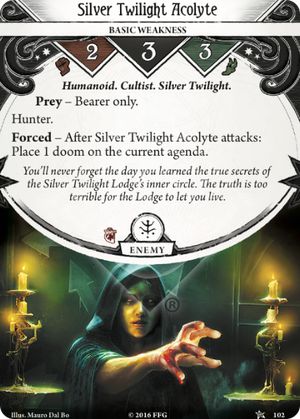 Silver Twilight Acolyte
BASIC WEAKNESS
2 3 3
Humanoid. Cultist. Silver Twilight.
Prey – Bearer only.
Hunter.
Forced – After Silver Twilight Acolyte attacks:
Place 1 doom on the current agenda.
You'll never forget the day you learned the true secrets
of the Silver Twilight Lodge's inner circle. The truth is too
terrible for the Lodge to let you live.
ENEMY
®
Illus. Mauro Dal Bo
© 2016 FFG
102